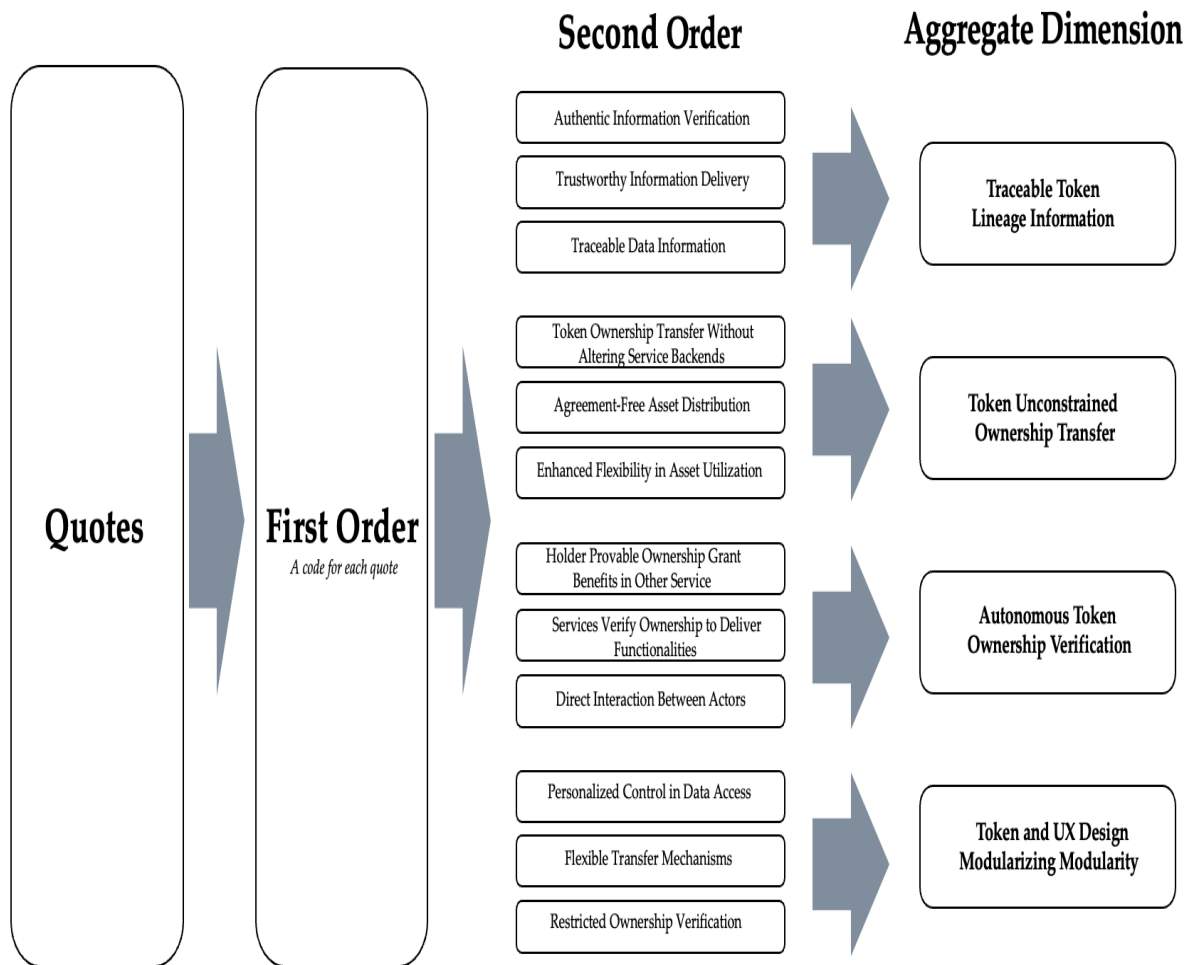 Second Order
Aggregate Dimension
Quotes
First Order
A code for each quote
Authentic Information Verification
Trustworthy Information Delivery
Traceable Data Information
Traceable Token
Lineage Information
Token Ownership Transfer Without
Altering Service Backends
Agreement-Free Asset Distribution
Enhanced Flexibility in Asset Utilization
Token Unconstrained
Ownership Transfer
Holder Provable Ownership Grant
Benefits in Other Service
Services Verify Ownership to Deliver
Functionalities
Direct Interaction Between Actors
Autonomous Token
Ownership Verification
Personalized Control in Data Access
Flexible Transfer Mechanisms
Restricted Ownership Verification
Token and UX Design
Modularizing Modularity